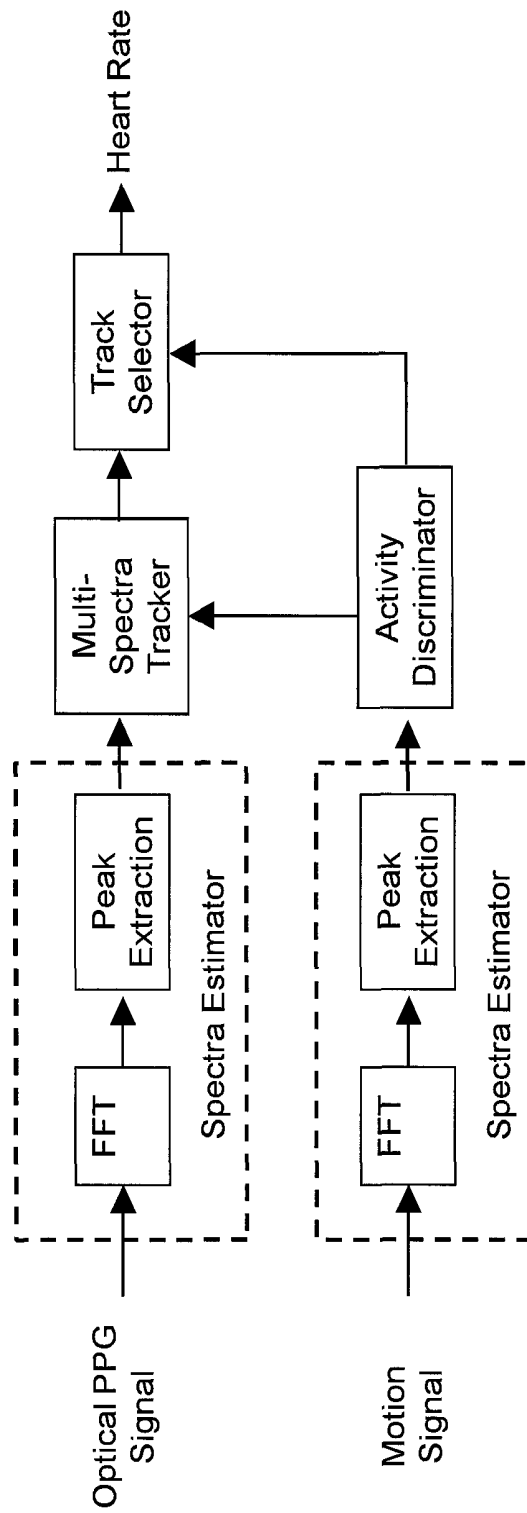 Optical PPG
Signal
FFT
Peak
Extraction
Spectra Estimator
Multi-
Spectra
Tracker
Track
Selector
Heart Rate
Motion
Signal
FFT
Peak
Extraction
Spectra Estimator
Activity
Discriminator